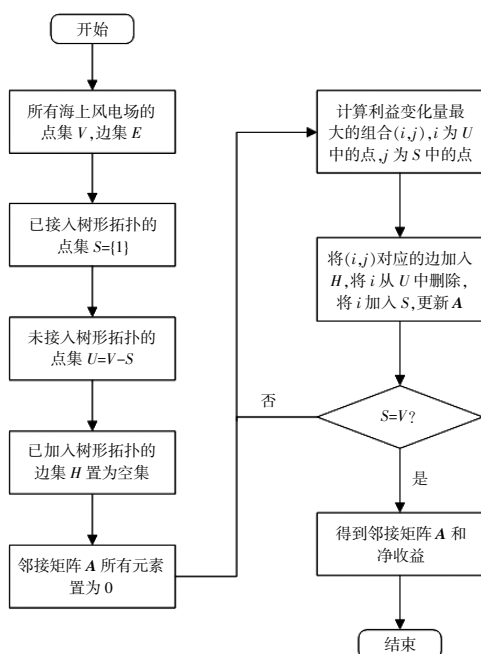 开始
所有海上风电场的
点集 V,边集 E
已接入树形拓扑的
点集 S={1}
未接入树形拓扑的
点集 U=V-S
已加入树形拓扑的
边集 H 置为空集
邻接矩阵 A 所有元素
置为 0
计算利益变化量最
大的组合(i,j),i 为 U
中的点,j 为 S 中的点
将(i,j)对应的边加入
H,将 i 从 U 中删除,
将 i 加入 S,更新 A
否
S=V?
是
得到邻接矩阵 A 和
净收益
结束